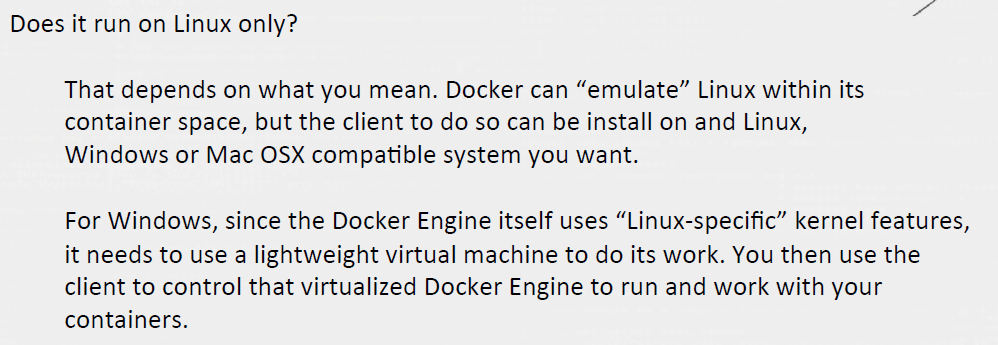 Does it run on Linux only?
That depends on what you mean. Docker can “emulate” Linux within its
container space, but the client to do so can be install on and Linux,
Windows or Mac OSX compatible system you want.
For Windows, since the Docker Engine itself uses “Linux-specific” kernel features,
it needs to use a lightweight virtual machine to do its work. You then use the
client to control that virtualized Docker Engine to run and work with your
containers.